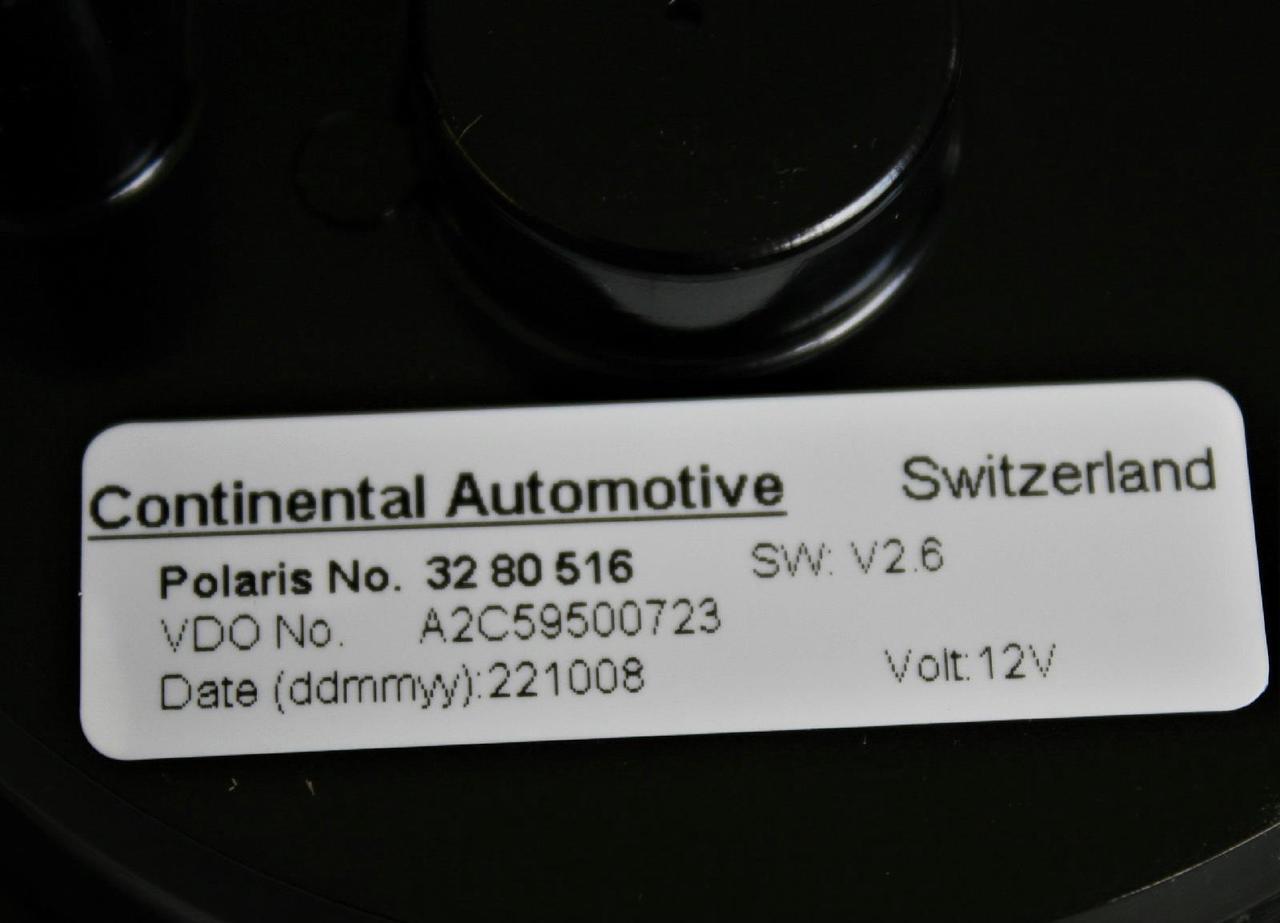 Continental Automotive Switzerland
Polaris No. 32 80 516 SW: V2.6
VDO No. A2C59500723
Date (ddmmyy):221008 Volt:12V